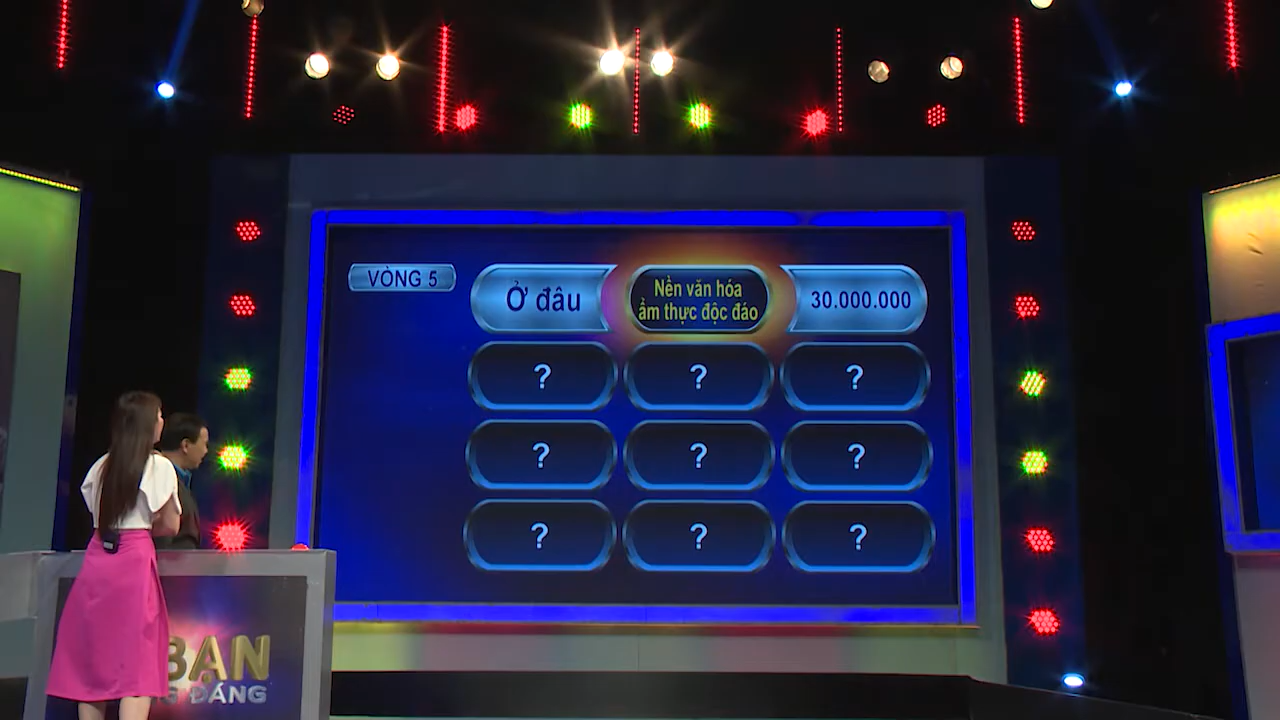 VÒNG 5
Ở đâu
Nền văn hóa
ẩm thực độc đáo
30.000.000
? ? ?
? ? ?
? ? ?
BẠN
ĐÁNG